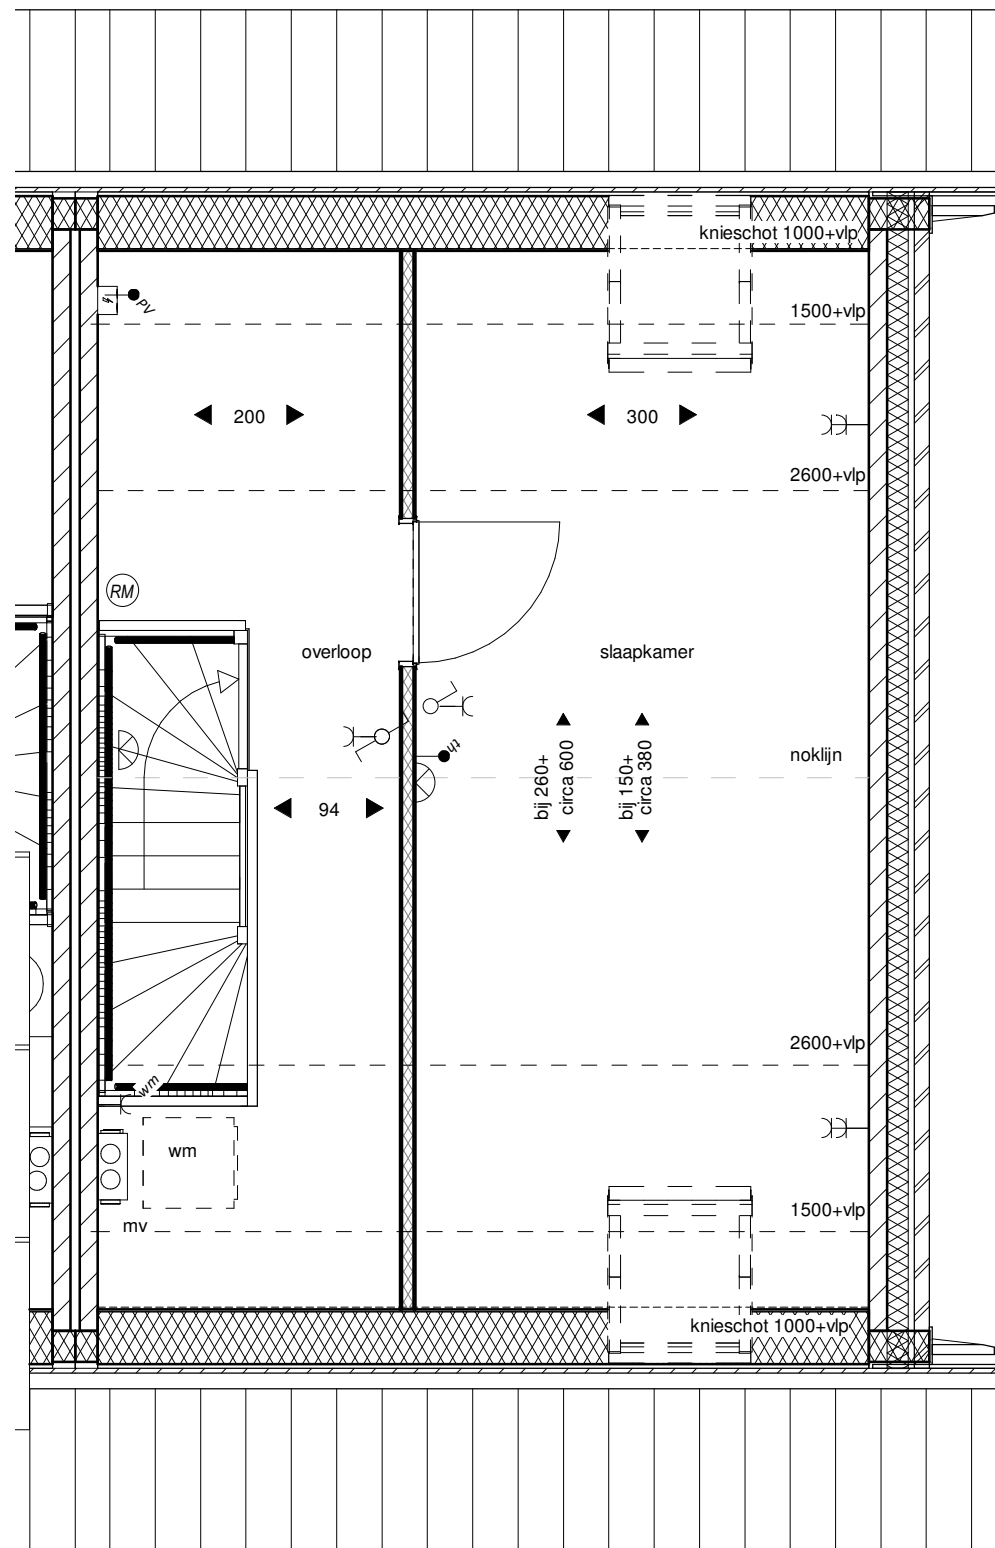 knieschot 1000+vlp
PV
1500+vlp
200
300
2600+vlp
RM
overloop
slaapkamer
th
bij 260+
circa 600
bij 150+
circa 380
noklijn
94
2600+vlp
wm
wm
mv
1500+vlp
knieschot 1000+vlp